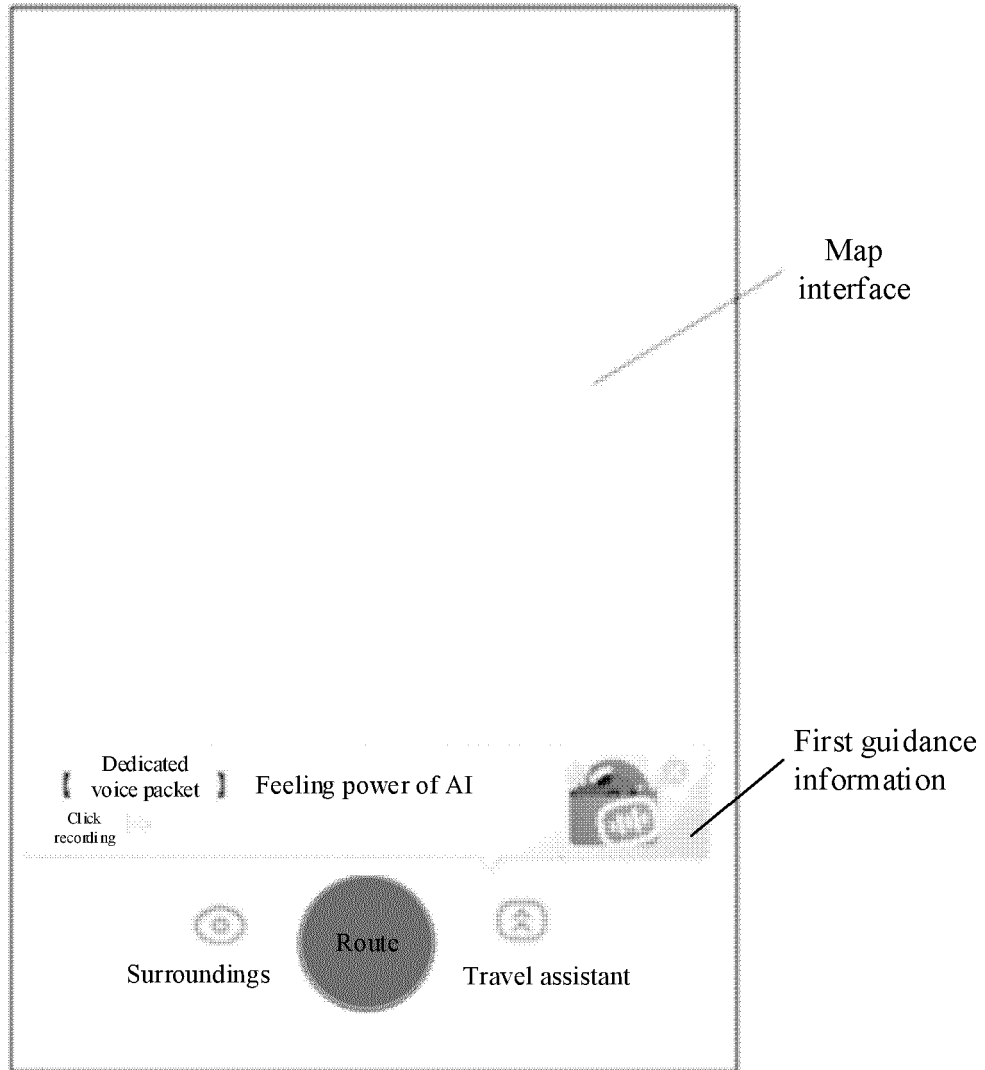 Map
interface
First guidance
information
【 Dedicated
voice packet 】 Feeling power of AI
Click
recording
Route
Surroundings
Travel assistant